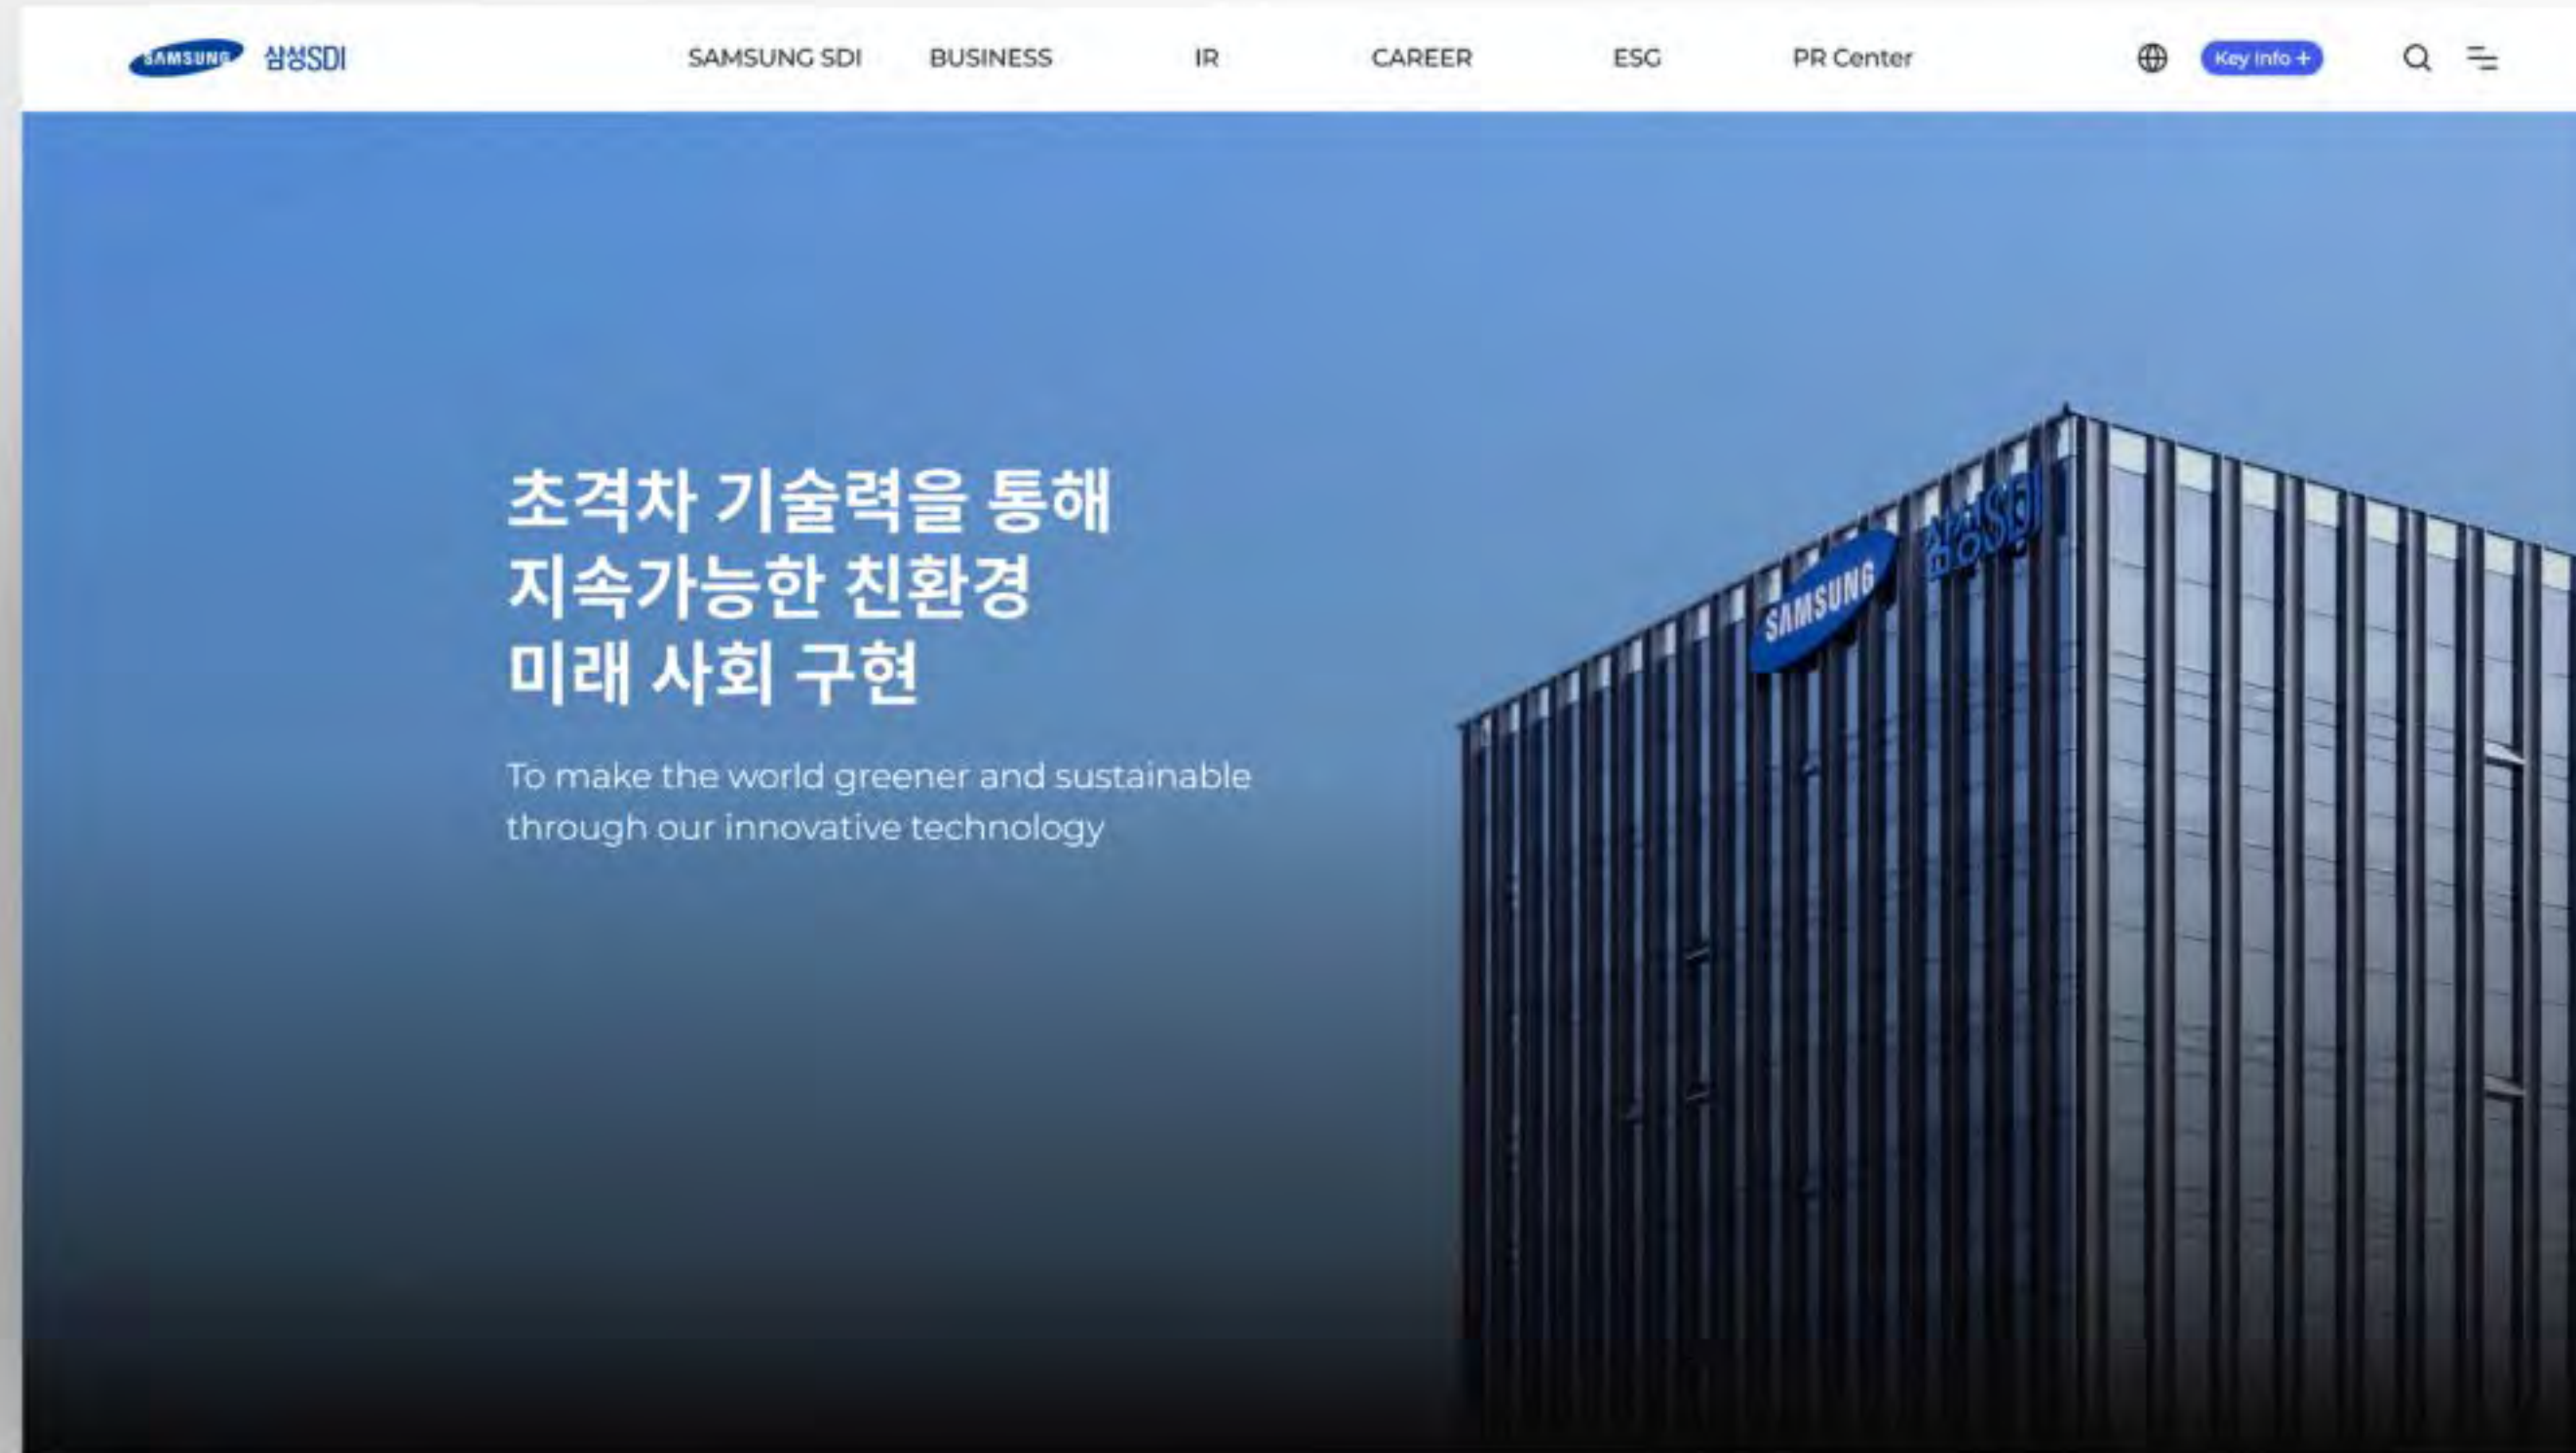 SAMSUNG 삼성SDI
SAMSUNG SDI BUSINESS IR CAREER ESG PR Center
Key Info +
초격차 기술력을 통해
지속가능한 친환경
미래 사회 구현
To make the world greener and sustainable
through our innovative technology
SAMSUNG 삼성SDI